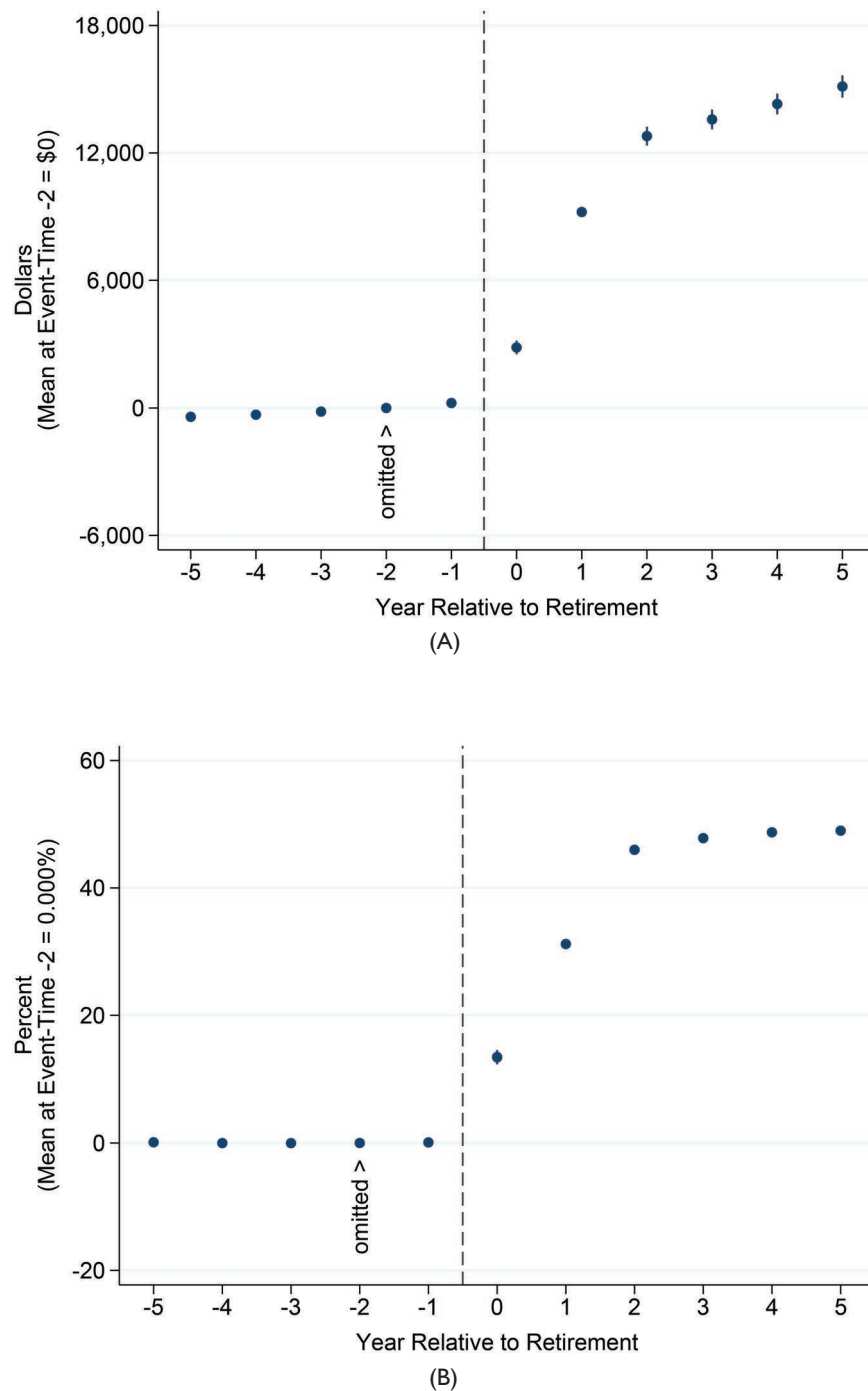 18,000
12,000
6,000
0
-6,000
Dollars
(Mean at Event-Time -2 = $0)
omitted >
-5 -4 -3 -2 -1 0 1 2 3 4 5
Year Relative to Retirement
(A)
60
40
20
0
-20
Percent
(Mean at Event-Time -2 = 0.000%)
omitted >
-5 -4 -3 -2 -1 0 1 2 3 4 5
Year Relative to Retirement
(B)